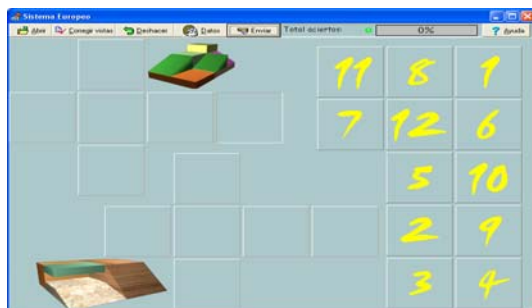 Sistema Europeo
Abrir Corregir vistas Deshacer Datos Enviar Total aciertos: 0 0% ? Ayuda
11 8 1
7 12 6
5 10
2 9
3 4